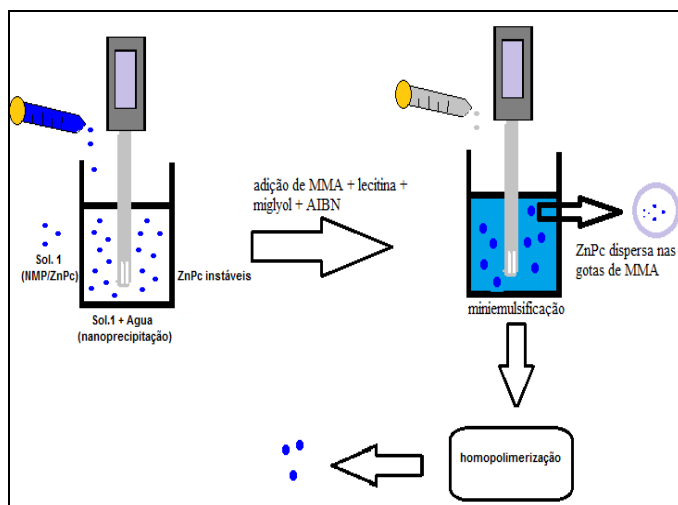 Sol. 1
(NMP/ZnPc)
ZnPc instáveis
Sol.1 + Agua
(nanoprecipitação)
adição de MMA + lecitina +
miglyol + AIBN
ZnPc dispersa nas
gotas de MMA
miniemulsificação
homopolimerização